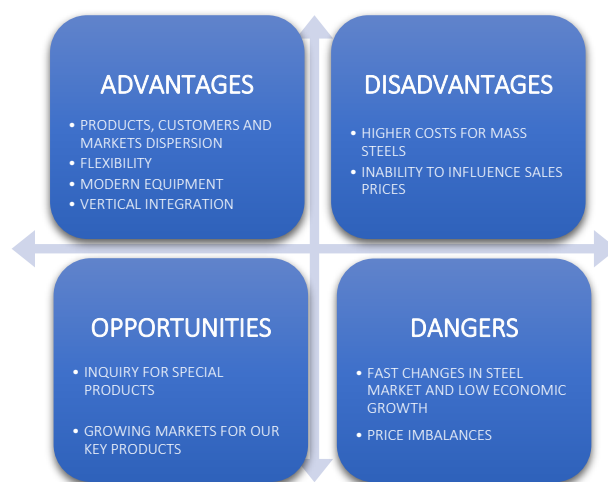 ADVANTAGES
• PRODUCTS, CUSTOMERS AND
MARKETS DISPERSION
• FLEXIBILITY
• MODERN EQUIPMENT
• VERTICAL INTEGRATION
DISADVANTAGES
• HIGHER COSTS FOR MASS
STEELS
• INABILITY TO INFLUENCE SALES
PRICES
OPPORTUNITIES
• INQUIRY FOR SPECIAL
PRODUCTS
• GROWING MARKETS FOR OUR
KEY PRODUCTS
DANGERS
• FAST CHANGES IN STEEL
MARKET AND LOW ECONOMIC
GROWTH
• PRICE IMBALANCES